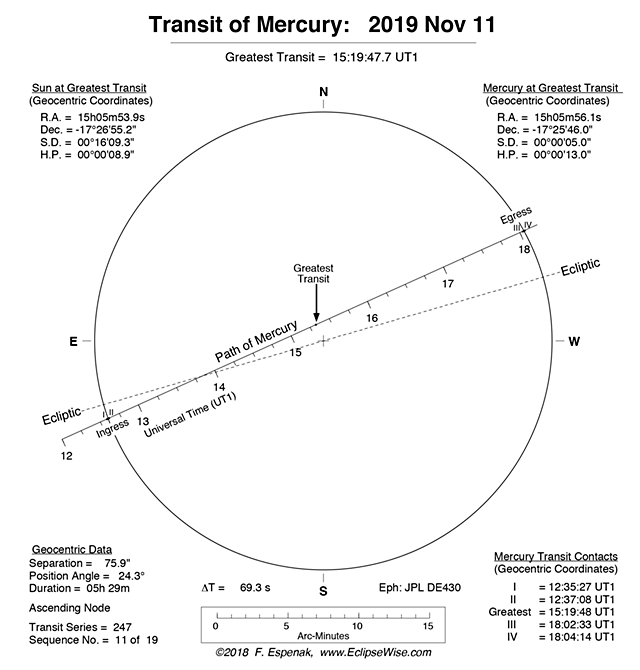 Transit of Mercury: 2019 Nov 11
Greatest Transit = 15:19:47.7 UT1
Sun at Greatest Transit
(Geocentric Coordinates)
R.A. = 15h05m53.9s
Dec. = -17°26'55.2"
S.D. = 00°16'09.3"
H.P. = 00°00'08.9"
Mercury at Greatest Transit
(Geocentric Coordinates)
R.A. = 15h05m56.1s
Dec. = -17°25'46.0"
S.D. = 00°00'05.0"
H.P. = 00°00'13.0"
N
Egress
III IV
18
Ecliptic
Greatest
Transit
17
16
Path of Mercury
15
E
W
14
Ecliptic
I II
Ingress
13
Universal Time (UT1)
12
Geocentric Data
Separation = 75.9"
Position Angle = 24.3°
Duration = 05h 29m
Ascending Node
Transit Series = 247
Sequence No. = 11 of 19
ΔT = 69.3 s
S
Eph: JPL DE430
0 5 10 15
Arc-Minutes
©2018 F. Espenak, www.EclipseWise.com
Mercury Transit Contacts
(Geocentric Coordinates)
I = 12:35:27 UT1
II = 12:37:08 UT1
Greatest = 15:19:48 UT1
III = 18:02:33 UT1
IV = 18:04:14 UT1